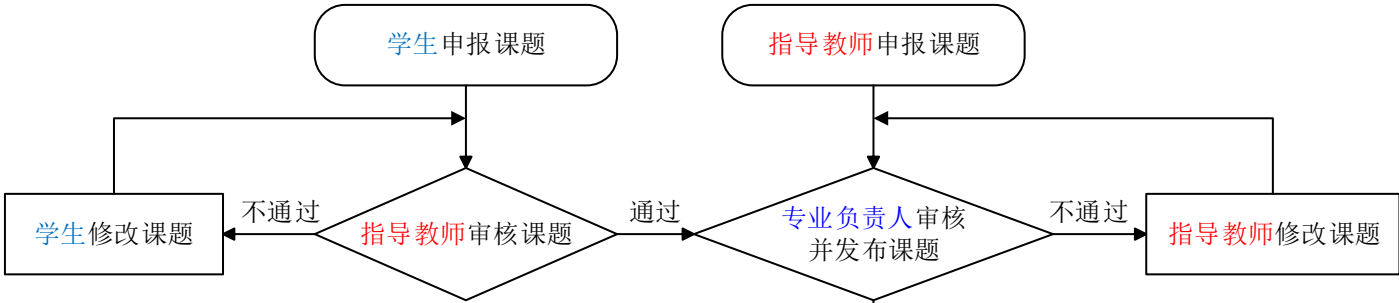 学生申报课题
指导教师申报课题
不通过
通过
不通过
学生修改课题
指导教师审核课题
专业负责人审核
并发布课题
指导教师修改课题